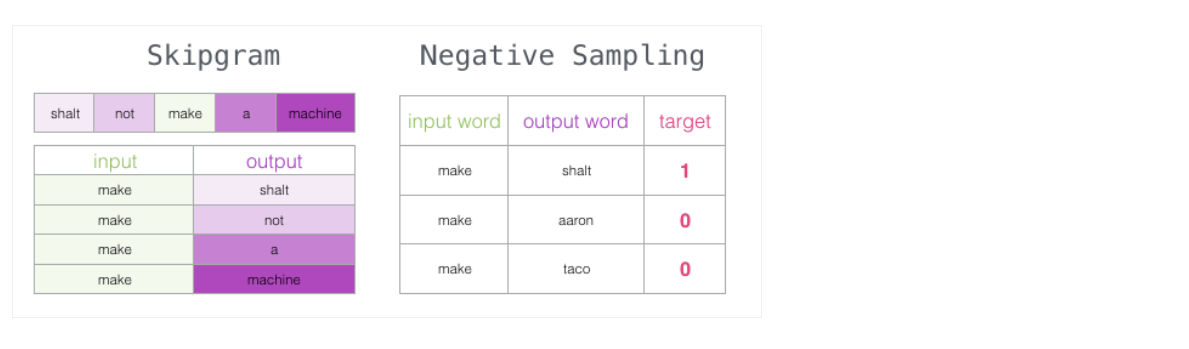 Skipgram
shalt not make a machine
input output
make shalt
make not
make a
make machine
Negative Sampling
input word output word target
make shalt 1
make aaron 0
make taco 0